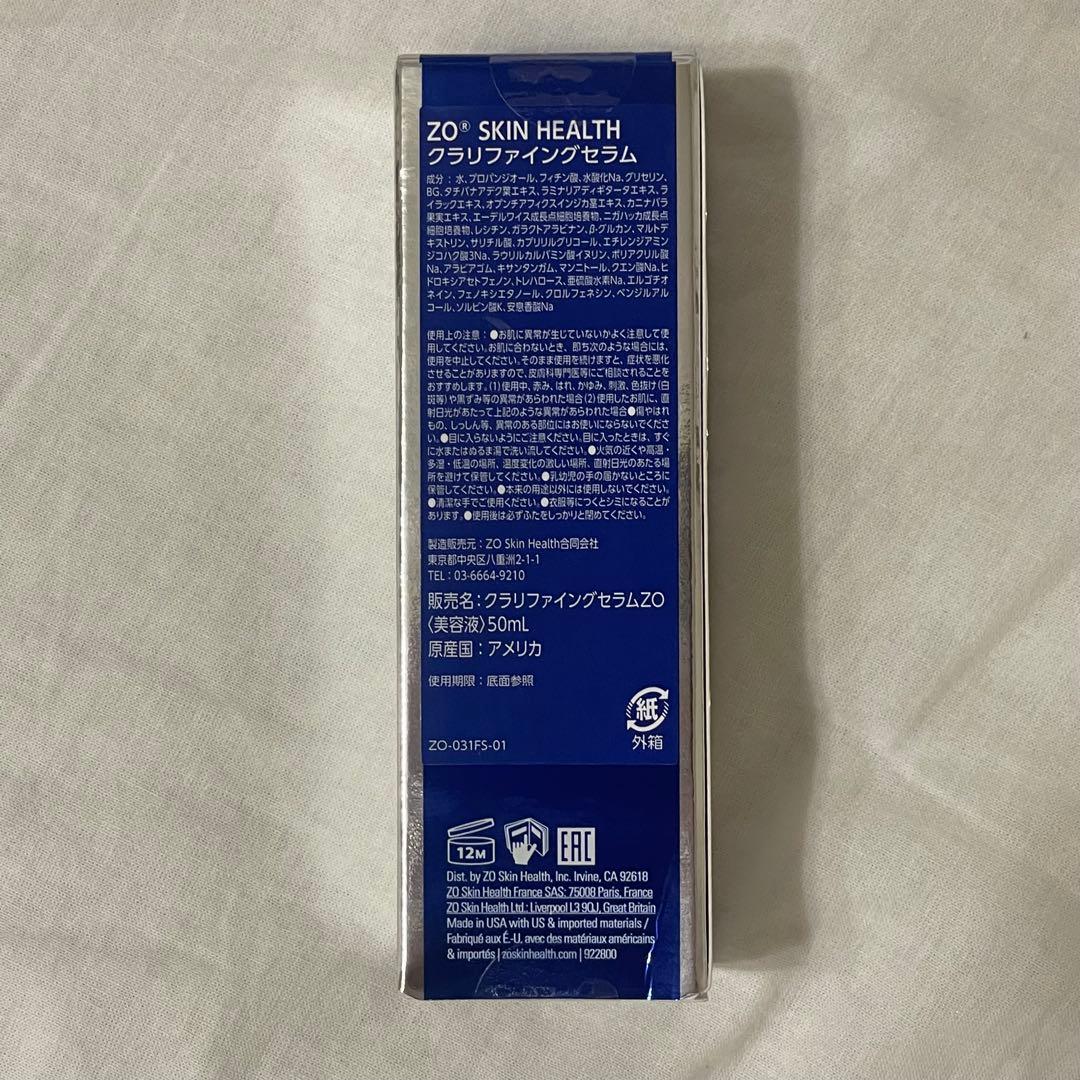 ZO® SKIN HEALTH
クラリファイングセラム
成分：水、プロパンジオール、フィチン酸、水酸化Na、グリセリン、
BG、タチバナアデク葉エキス、ラミナリアディギタータエキス、ラ
イラックエキス、オプンチアフィクスインジカ茎エキス、カニナバラ
果実エキス、エーデルワイス成長点細胞培養物、ニガハッカ成長点
細胞培養物、レシチン、ガラクトアラビナン、β-グルカン、マルトデ
キストリン、サリチル酸、カプリリルグリコール、エチレンジアミン
ジコハク酸3Na、ラウリルカルバミン酸イヌリン、ポリアクリル酸
Na、アラビアゴム、キサンタンガム、マンニトール、クエン酸Na、ヒ
ドロキシアセトフェノン、トレハロース、亜硫酸水素Na、エルゴチオ
ネイン、フェノキシエタノール、クロルフェネシン、ベンジルアル
コール、ソルビン酸K、安息香酸Na
使用上の注意：●お肌に異常が生じていないかよく注意して使
用してください。お肌に合わないとき、即ち次のような場合には、
使用を中止してください。そのまま使用を続けますと、症状を悪化
させることがありますので、皮膚科専門医等にご相談されることを
おすすめします。(1)使用中、赤み、はれ、かゆみ、刺激、色抜け(白
斑等)や黒ずみ等の異常があらわれた場合(2)使用したお肌に、直
射日光があたって上記のような異常があらわれた場合●傷やはれ
もの、しっしん等、異常のある部位にはお使いにならないでくださ
い。●目に入らないようにご注意ください。目に入ったときは、すぐ
に水またはぬるま湯で洗い流してください。●火気の近くや高温・
多湿・低温の場所、温度変化の激しい場所、直射日光のあたる場
所を避けて保管してください。●乳幼児の手の届かないところに
保管してください。●本来の用途以外には使用しないでください。
●清潔な手でご使用ください。●衣服等につくとシミになることが
あります。●使用後は必ずふたをしっかりと閉めてください。
製造販売元：ZO Skin Health合同会社
東京都中央区八重洲2-1-1
TEL：03-6664-9210
販売名：クラリファイングセラムZO
〈美容液〉50mL
原産国：アメリカ
使用期限：底面参照
紙
外箱
ZO-031FS-01
12M
EAC
Dist. by ZO Skin Health, Inc. Irvine, CA 92618
ZO Skin Health France SAS; 75008 Paris, France
ZO Skin Health Ltd.; Liverpool L3 9QJ, Great Britain
Made in USA with US & imported materials /
Fabriqué aux É.-U. avec des matériaux américains
& importés | zoskinhealth.com | 922800